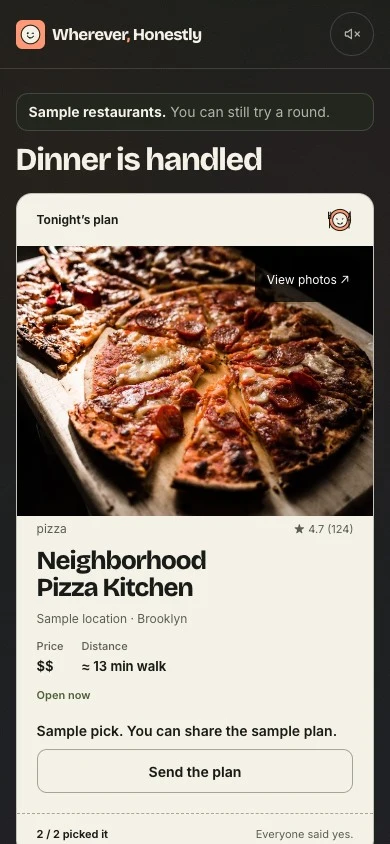 Wherever, Honestly
Sample restaurants. You can still try a round.
Dinner is handled
Tonight's plan
View photos ↗
pizza
★ 4.7 (124)
Neighborhood
Pizza Kitchen
Sample location · Brooklyn
Price Distance
$$ ≈ 13 min walk
Open now
Sample pick. You can share the sample plan.
Send the plan
2 / 2 picked it
Everyone said yes.